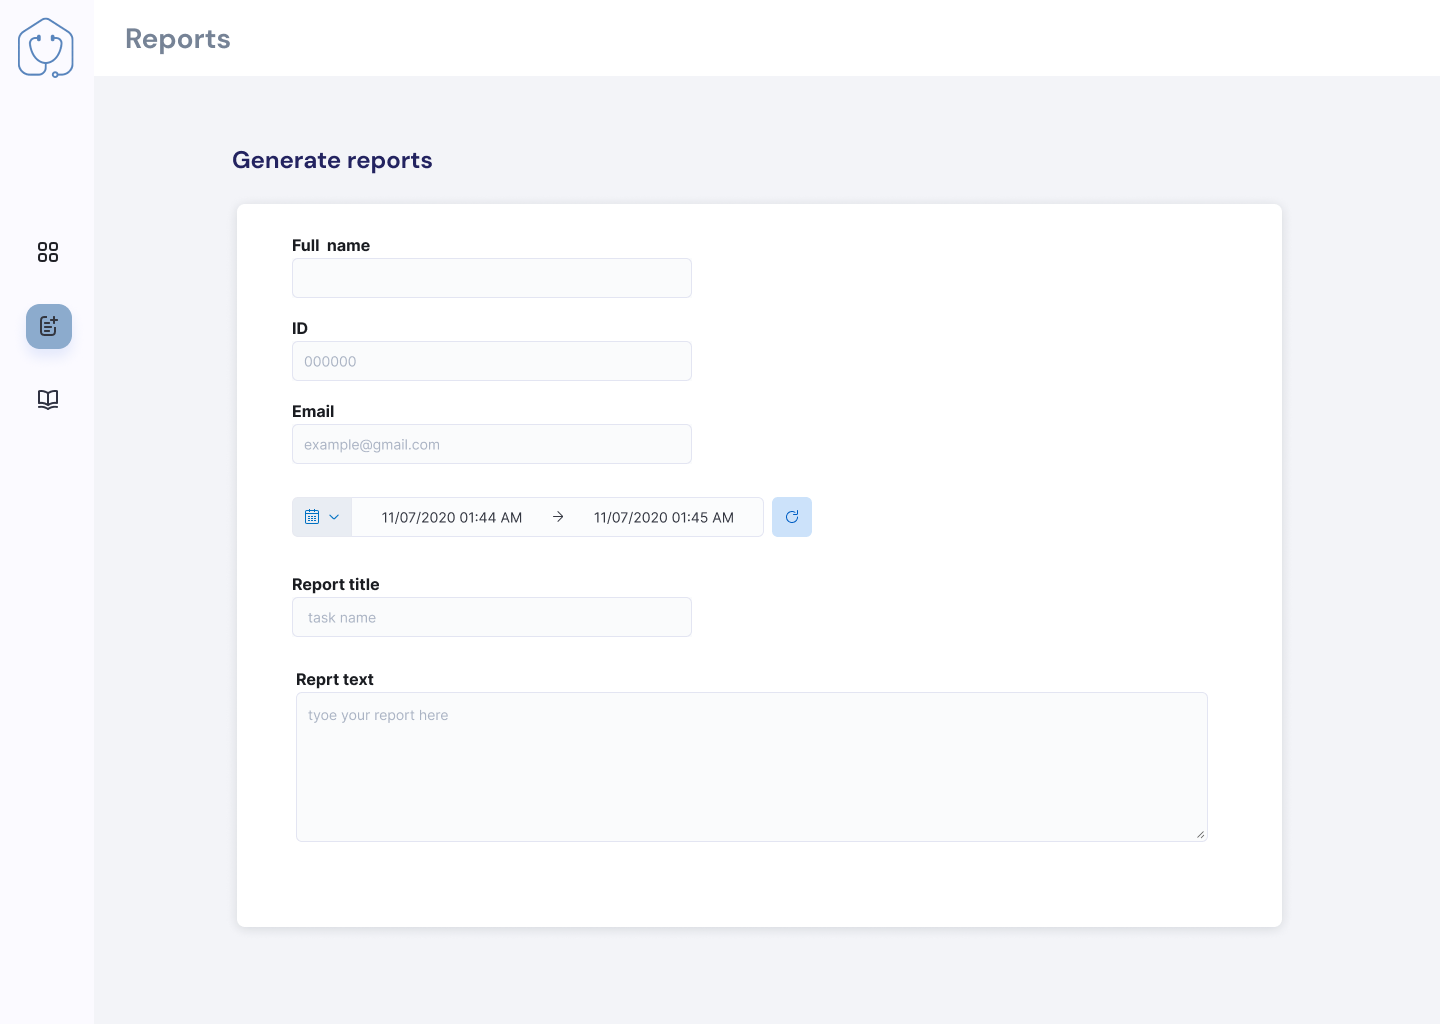 Reports
Generate reports
Full  name
ID
000000
Email
example@gmail.com
11/07/2020 01:44 AM → 11/07/2020 01:45 AM
Report title
task name
Reprt text
tyoe your report here